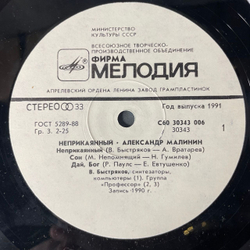 МИНИСТЕРСТВО
КУЛЬТУРЫ СССР
ВСЕСОЮЗНОЕ ТВОРЧЕСКО-
ПРОИЗВОДСТВЕННОЕ ОБЪЕДИНЕНИЕ
ФИРМА
МЕЛОДИЯ
АПРЕЛЕВСКИЙ ОРДЕНА ЛЕНИНА ЗАВОД ГРАМПЛАСТИНОК
СТЕРЕО 33
Год выпуска 1991
ГОСТ 5289-88
Гр. 3. 2-25
С60 30343 006
30343
1
НЕПРИКАЯННЫЙ - АЛЕКСАНДР МАЛИНИН
Неприкаянный (В. Быстряков — А. Вратарев)
Сон (М. Непомнящий — Н. Гумилев)
Дай, Бог (Р. Паулс — Е. Евтушенко)
В. Быстряков, синтезаторы,
компьютеры (1). Группа
«Профессор» (2, 3)
Запись 1990 г.